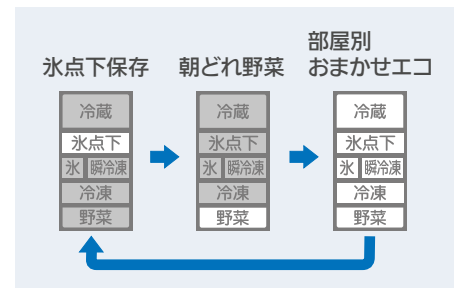 氷点下保存
冷蔵
氷点下
氷 瞬冷凍
冷凍
野菜
朝どれ野菜
冷蔵
氷点下
氷 瞬冷凍
冷凍
野菜
部屋別
おまかせエコ
冷蔵
氷点下
氷 瞬冷凍
冷凍
野菜